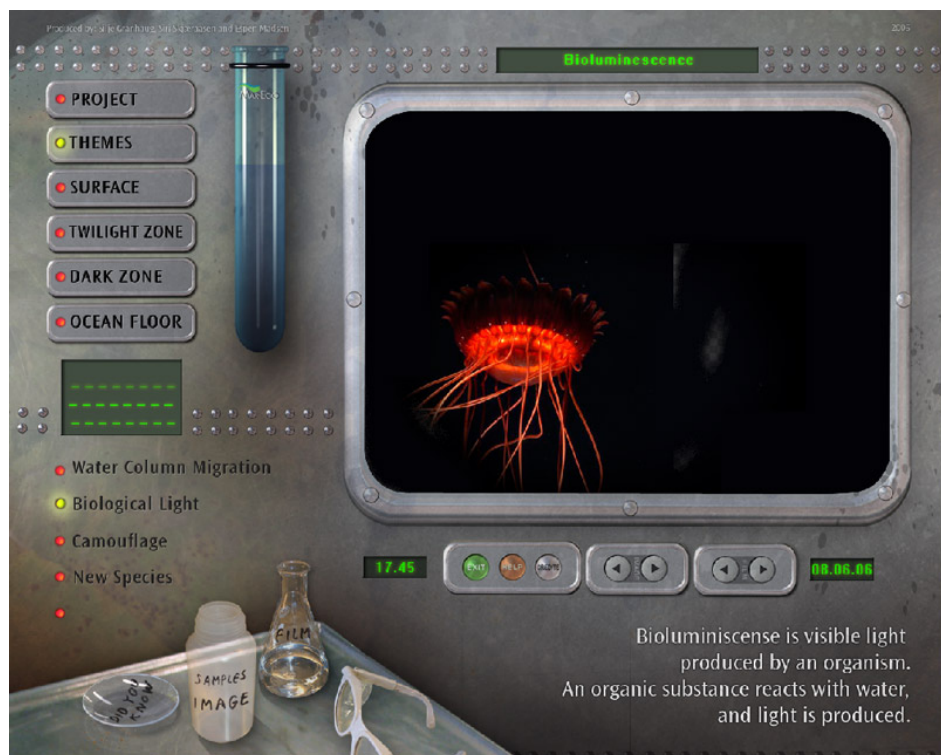 2006
Bioluminescence
PROJECT
THEMES
SURFACE
TWILIGHT ZONE
DARK ZONE
OCEAN FLOOR
Water Column Migration
Biological Light
Camouflage
New Species
17.45
EXIT
HELP
08.06.06
FILM
SAMPLES
IMAGE
DID YOU
KNOW
Bioluminiscense is visible light
produced by an organism.
An organic substance reacts with water,
and light is produced.